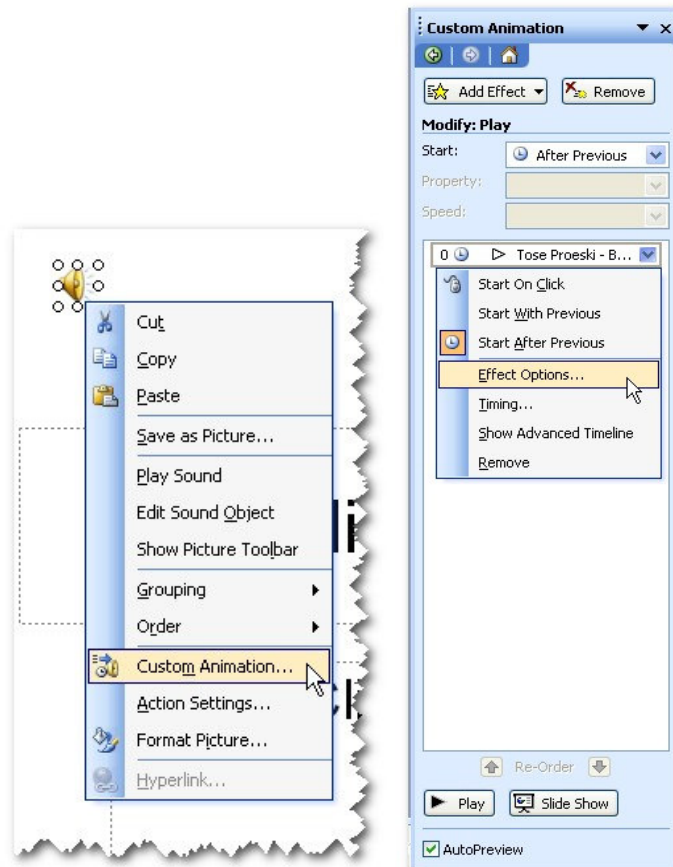 Cut
Copy
Paste
Save as Picture...
Play Sound
Edit Sound Object
Show Picture Toolbar
Grouping
Order
Custom Animation...
Action Settings...
Format Picture...
Hyperlink...
Custom Animation
Add Effect
Remove
Modify: Play
Start: After Previous
Property:
Speed:
0 Tose Proeski - B...
Start On Click
Start With Previous
Start After Previous
Effect Options...
Timing...
Show Advanced Timeline
Remove
Re-Order
Play Slide Show
AutoPreview